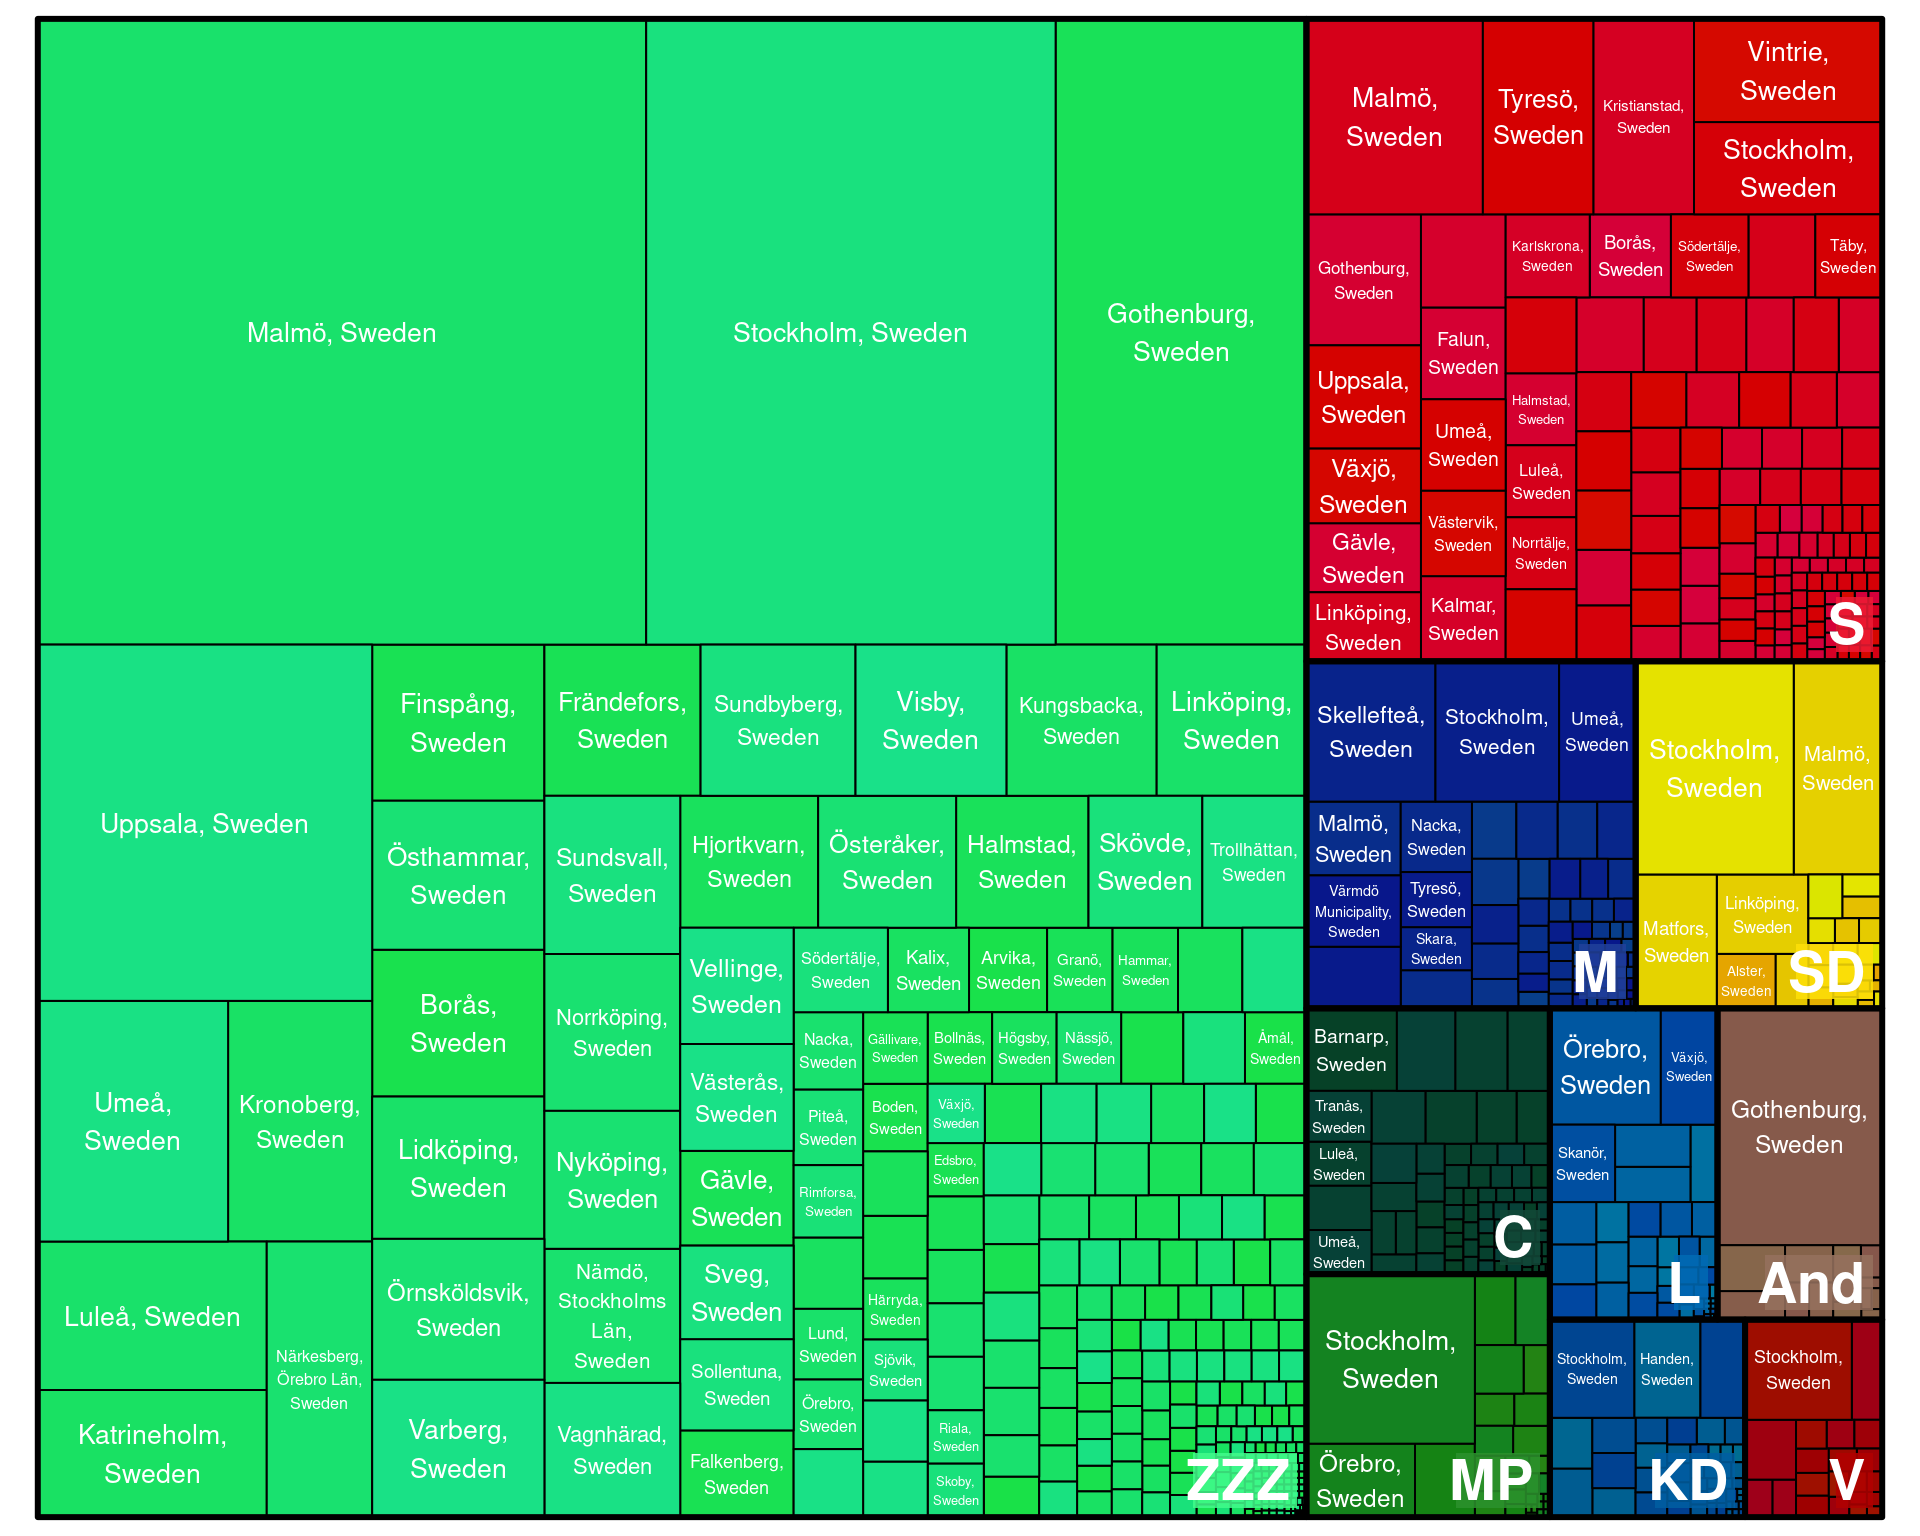 Malmö, Sweden
Stockholm, Sweden
Gothenburg,
Sweden
Uppsala, Sweden
Umeå,
Sweden
Kronoberg,
Sweden
Luleå, Sweden
Katrineholm,
Sweden
Närkesberg,
Örebro Län,
Sweden
Finspång,
Sweden
Östhammar,
Sweden
Borås,
Sweden
Lidköping,
Sweden
Örnsköldsvik,
Sweden
Varberg,
Sweden
Frändefors,
Sweden
Sundbyberg,
Sweden
Visby,
Sweden
Kungsbacka,
Sweden
Linköping,
Sweden
Sundsvall,
Sweden
Norrköping,
Sweden
Nyköping,
Sweden
Nämdö,
Stockholms
Län,
Sweden
Vagnhärad,
Sweden
Hjortkvarn,
Sweden
Österåker,
Sweden
Halmstad,
Sweden
Skövde,
Sweden
Trollhättan,
Sweden
Vellinge,
Sweden
Västerås,
Sweden
Gävle,
Sweden
Sveg,
Sweden
Sollentuna,
Sweden
Falkenberg,
Sweden
Södertälje,
Sweden
Kalix,
Sweden
Arvika,
Sweden
Granö,
Sweden
Hammar,
Sweden
Nacka,
Sweden
Piteå,
Sweden
Rimforsa,
Sweden
Lund,
Sweden
Örebro,
Sweden
Gällivare,
Sweden
Boden,
Sweden
Härryda,
Sweden
Sjövik,
Sweden
Bollnäs,
Sweden
Högsby,
Sweden
Nässjö,
Sweden
Åmål,
Sweden
Växjö,
Sweden
Edsbro,
Sweden
Riala,
Sweden
Skoby,
Sweden
ZZZ
Malmö,
Sweden
Tyresö,
Sweden
Kristianstad,
Sweden
Vintrie,
Sweden
Stockholm,
Sweden
Gothenburg,
Sweden
Uppsala,
Sweden
Växjö,
Sweden
Gävle,
Sweden
Linköping,
Sweden
Falun,
Sweden
Umeå,
Sweden
Västervik,
Sweden
Kalmar,
Sweden
Karlskrona,
Sweden
Borås,
Sweden
Södertälje,
Sweden
Täby,
Sweden
Halmstad,
Sweden
Luleå,
Sweden
Norrtälje,
Sweden
S
Skellefteå,
Sweden
Stockholm,
Sweden
Umeå,
Sweden
Malmö,
Sweden
Värmdö
Municipality,
Sweden
Nacka,
Sweden
Tyresö,
Sweden
Skara,
Sweden
M
Stockholm,
Sweden
Malmö,
Sweden
Matfors,
Sweden
Linköping,
Sweden
Alster,
Sweden
SD
Barnarp,
Sweden
Tranås,
Sweden
Luleå,
Sweden
Umeå,
Sweden
C
Örebro,
Sweden
Växjö,
Sweden
Skanör,
Sweden
L
Gothenburg,
Sweden
And
Stockholm,
Sweden
Örebro,
Sweden
MP
Stockholm,
Sweden
Handen,
Sweden
KD
Stockholm,
Sweden
V